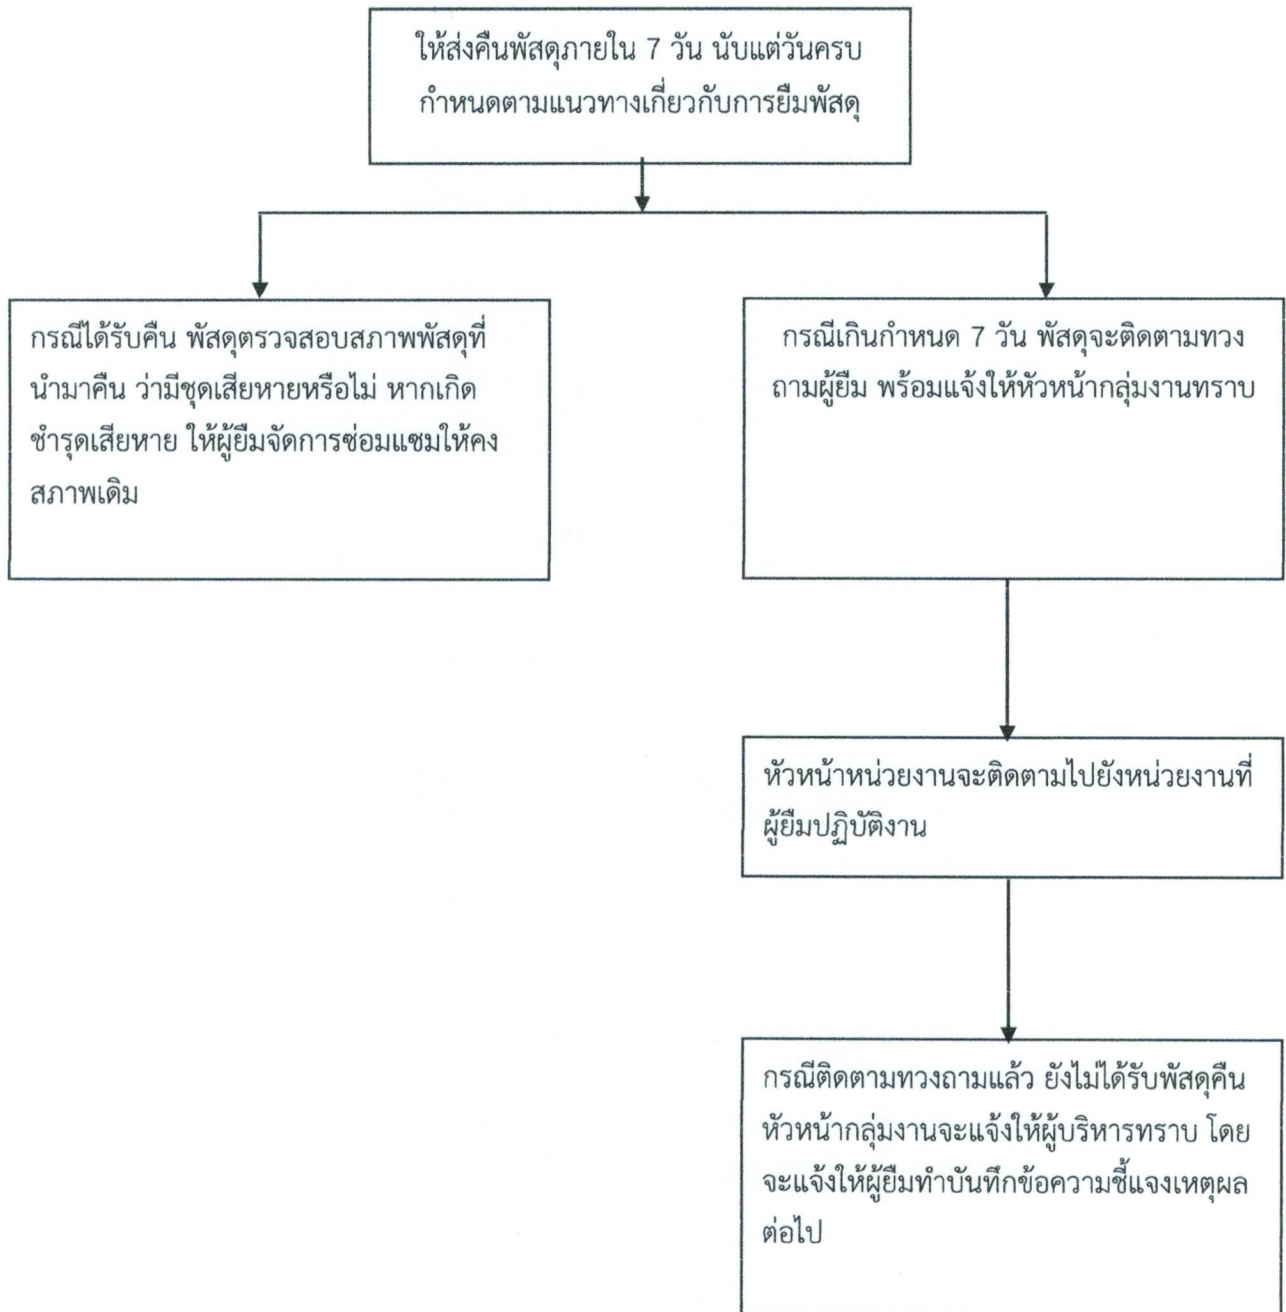 ให้ส่งคืนพัสดุภายใน 7 วัน นับแต่วันครบ
กำหนดตามแนวทางเกี่ยวกับการยืมพัสดุ
กรณีได้รับคืน พัสดุตรวจสอบสภาพพัสดุที่
นำมาคืน ว่ามีชุดเสียหายหรือไม่ หากเกิด
ชำรุดเสียหาย ให้ผู้ยืมจัดการซ่อมแซมให้คง
สภาพเดิม
กรณีเกินกำหนด 7 วัน พัสดุจะติดตามทวง
ถามผู้ยืม พร้อมแจ้งให้หัวหน้ากลุ่มงานทราบ
หัวหน้าหน่วยงานจะติดตามไปยังหน่วยงานที่
ผู้ยืมปฏิบัติงาน
กรณีติดตามทวงถามแล้ว ยังไม่ได้รับพัสดุคืน
หัวหน้ากลุ่มงานจะแจ้งให้ผู้บริหารทราบ โดย
จะแจ้งให้ผู้ยืมทำบันทึกข้อความชี้แจงเหตุผล
ต่อไป